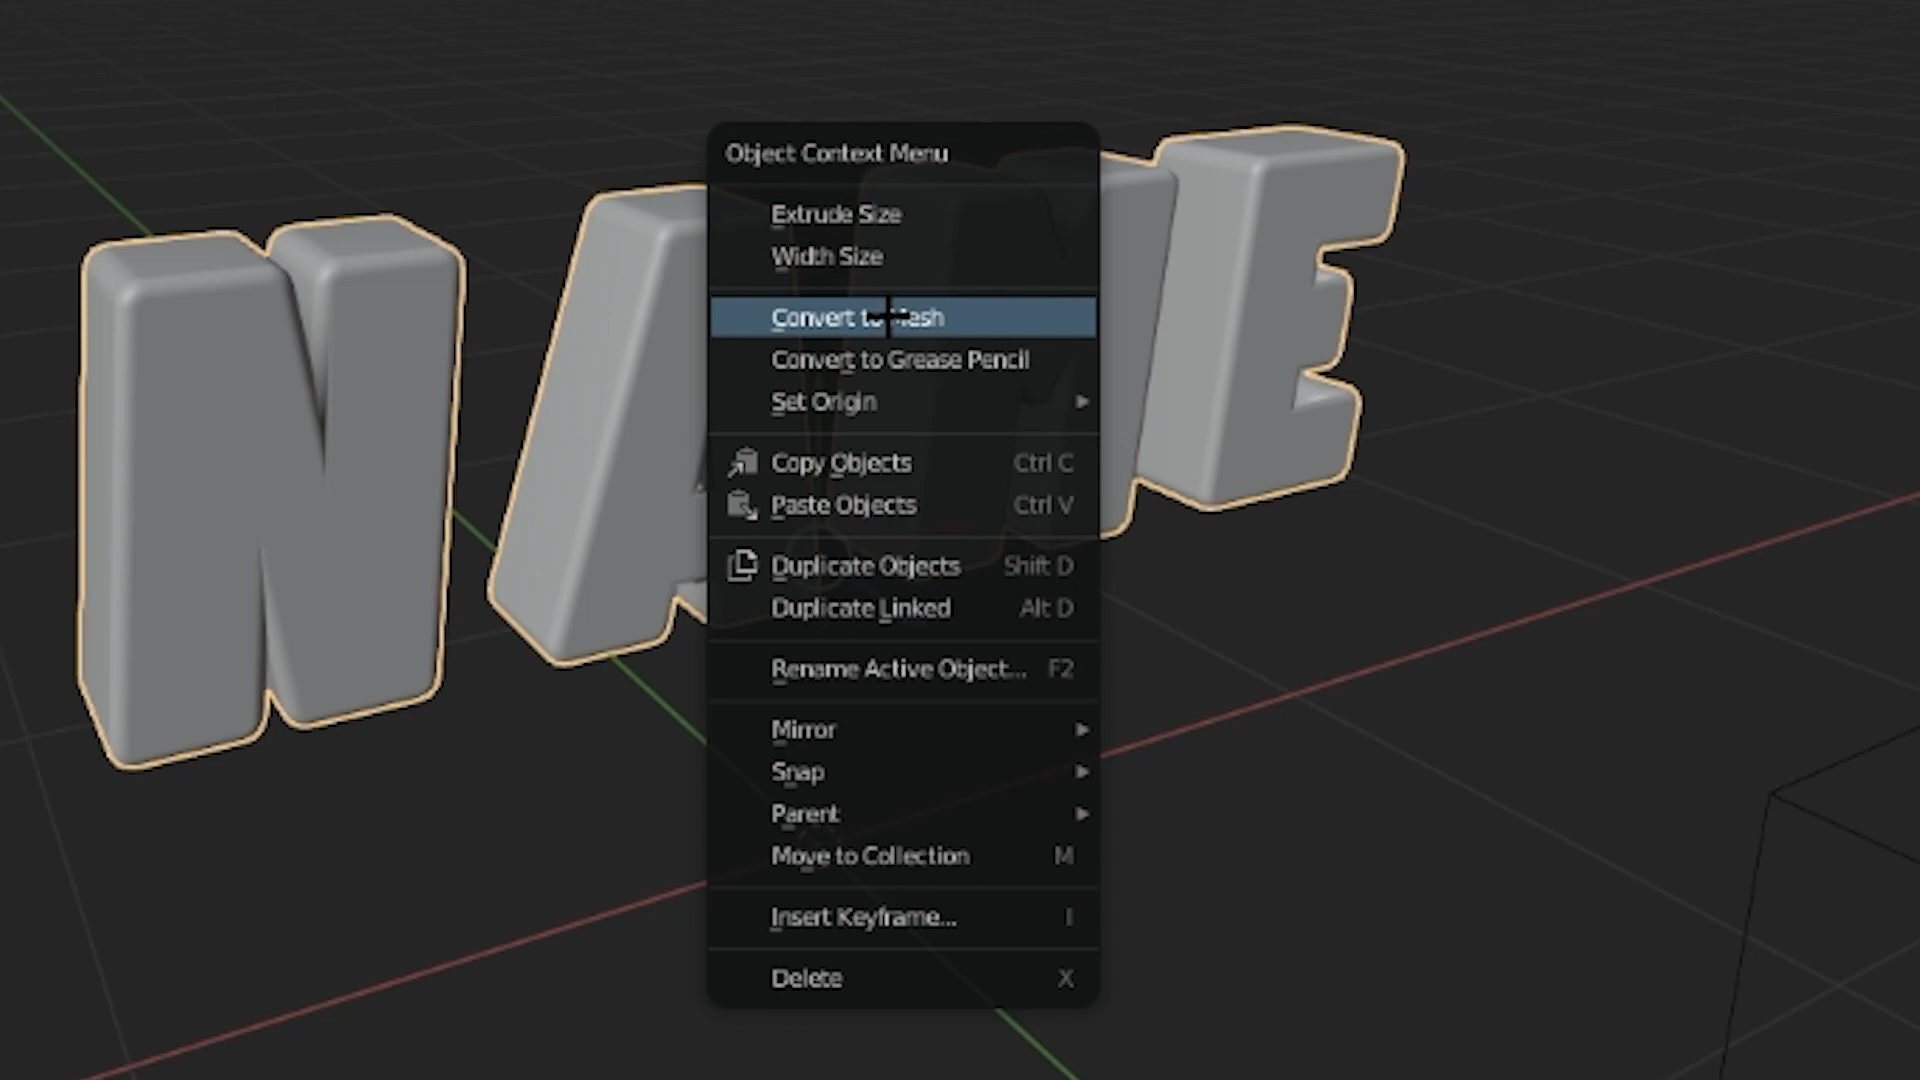 NAME
Object Context Menu
Extrude Size
Width Size
Convert to Mesh
Convert to Grease Pencil
Set Origin
Copy Objects Ctrl C
Paste Objects Ctrl V
Duplicate Objects Shift D
Duplicate Linked Alt D
Rename Active Object... F2
Mirror
Snap
Parent
Move to Collection M
Insert Keyframe... I
Delete X